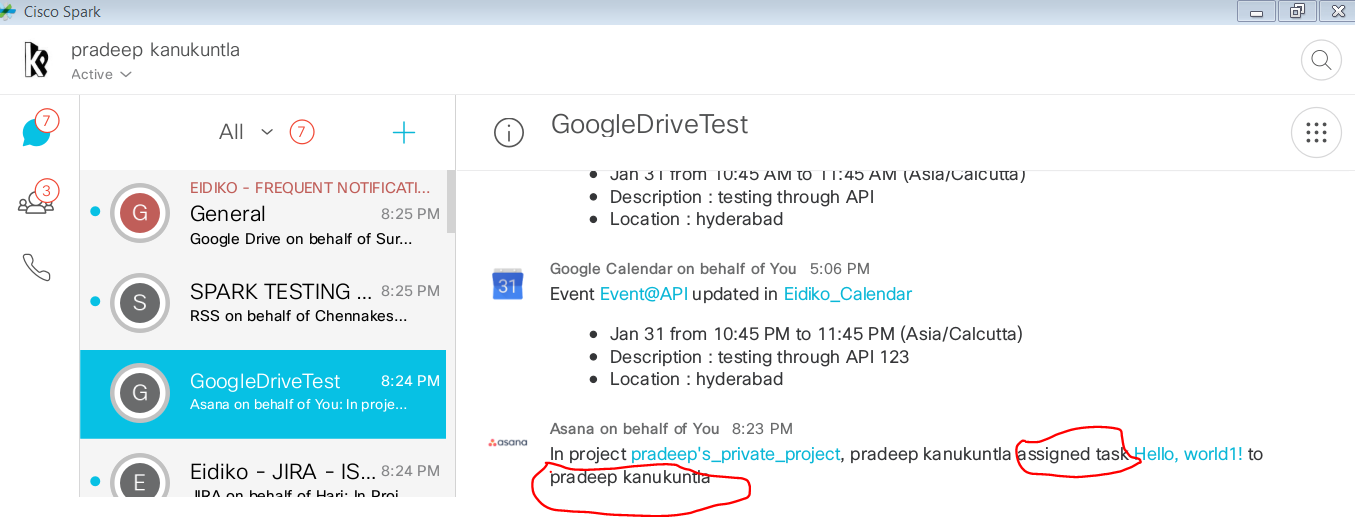 Cisco Spark
pradeep kanukuntla
Active
7
3
All
7
EIDIKO - FREQUENT NOTIFICATI...
G
General
8:25 PM
Google Drive on behalf of Sur...
S
SPARK TESTING ...
8:25 PM
RSS on behalf of Chennakes...
G
GoogleDriveTest
8:24 PM
Asana on behalf of You: In proje...
E
Eidiko - JIRA - IS...
8:24 PM
JIRA on behalf of Hari: In Proj
GoogleDriveTest
Jan 31 from 10:45 AM to 11:45 AM (Asia/Calcutta)
Description : testing through API
Location : hyderabad
31
Google Calendar on behalf of You 5:06 PM
Event Event@API updated in Eidiko_Calendar
Jan 31 from 10:45 PM to 11:45 PM (Asia/Calcutta)
Description : testing through API 123
Location : hyderabad
asana
Asana on behalf of You 8:23 PM
In project pradeep's_private_project, pradeep kanukuntla assigned task Hello, world1! to
pradeep kanukuntla